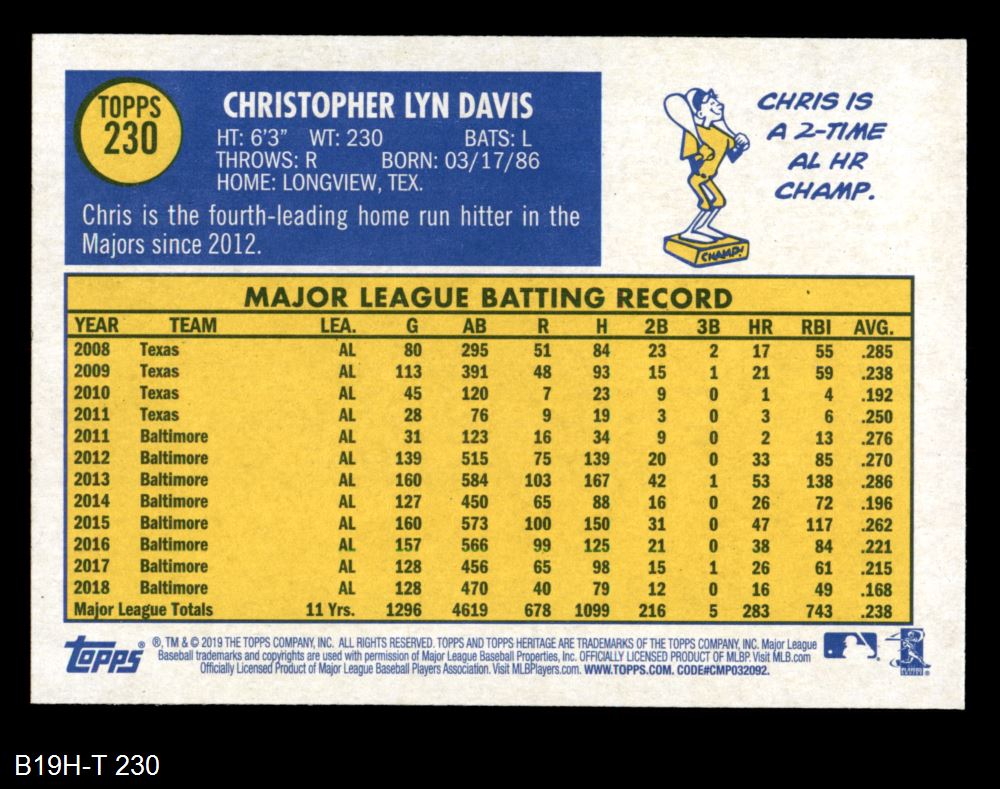 TOPPS
230
CHRISTOPHER LYN DAVIS
HT: 6'3" WT: 230 BATS: L
THROWS: R BORN: 03/17/86
HOME: LONGVIEW, TEX.
Chris is the fourth-leading home run hitter in the
Majors since 2012.
CHRIS IS
A 2-TIME
AL HR
CHAMP.
CHAMP!
MAJOR LEAGUE BATTING RECORD
YEAR TEAM LEA. G AB R H 2B 3B HR RBI AVG.
2008 Texas AL 80 295 51 84 23 2 17 55 .285
2009 Texas AL 113 391 48 93 15 1 21 59 .238
2010 Texas AL 45 120 7 23 9 0 1 4 .192
2011 Texas AL 28 76 9 19 3 0 3 6 .250
2011 Baltimore AL 31 123 16 34 9 0 2 13 .276
2012 Baltimore AL 139 515 75 139 20 0 33 85 .270
2013 Baltimore AL 160 584 103 167 42 1 53 138 .286
2014 Baltimore AL 127 450 65 88 16 0 26 72 .196
2015 Baltimore AL 160 573 100 150 31 0 47 117 .262
2016 Baltimore AL 157 566 99 125 21 0 38 84 .221
2017 Baltimore AL 128 456 65 98 15 1 26 61 .215
2018 Baltimore AL 128 470 40 79 12 0 16 49 .168
Major League Totals 11 Yrs. 1296 4619 678 1099 216 5 283 743 .238
Topps®
®, TM & © 2019 THE TOPPS COMPANY, INC. ALL RIGHTS RESERVED. TOPPS AND TOPPS HERITAGE ARE TRADEMARKS OF THE TOPPS COMPANY, INC. Major League
Baseball trademarks and copyrights are used with permission of Major League Baseball Properties, Inc. OFFICIALLY LICENSED PRODUCT OF MLBP. Visit MLB.com
Officially Licensed Product of Major League Baseball Players Association. Visit MLBPlayers.com. WWW.TOPPS.COM. CODE#CMP032092.
B19H-T 230